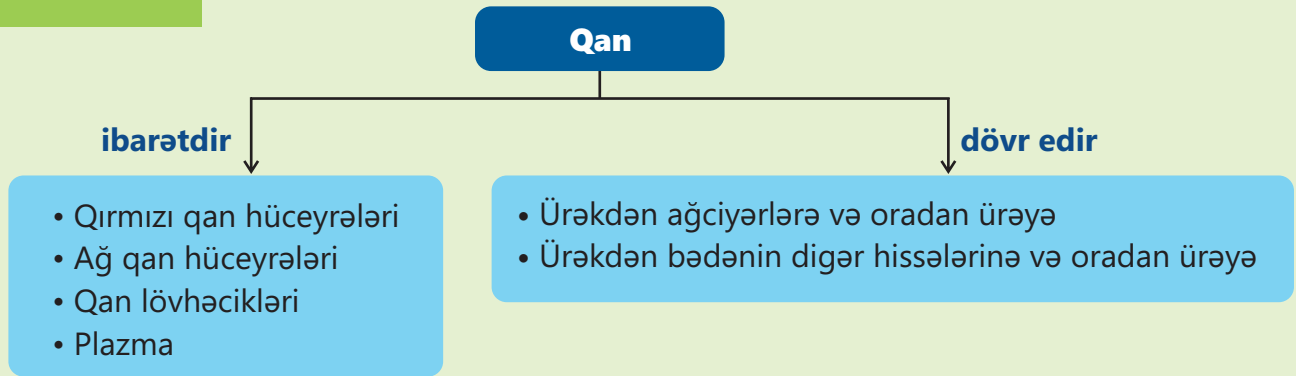 Qan
ibarətdir
• Qırmızı qan hüceyrələri
• Ağ qan hüceyrələri
• Qan lövhəcikləri
• Plazma
dövr edir
• Ürəkdən ağciyərlərə və oradan ürəyə
• Ürəkdən bədənin digər hissələrinə və oradan ürəyə